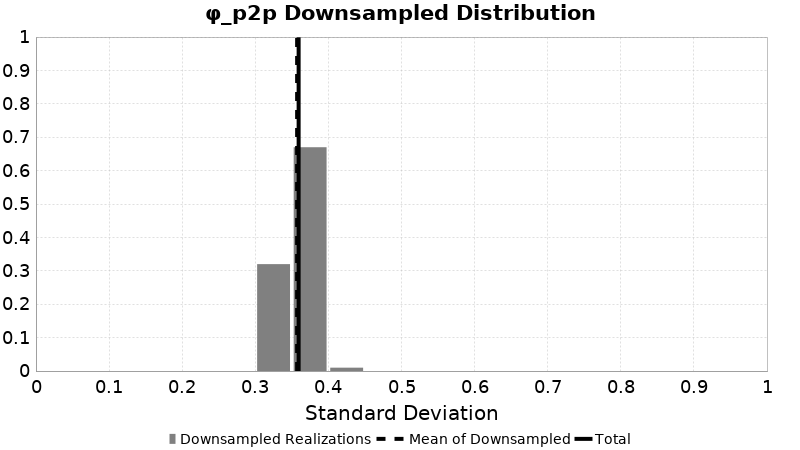 φ_p2p Downsampled Distribution
1
0.9
0.8
0.7
0.6
0.5
0.4
0.3
0.2
0.1
0
0 0.1 0.2 0.3 0.4 0.5 0.6 0.7 0.8 0.9 1
Standard Deviation
Downsampled Realizations Mean of Downsampled Total